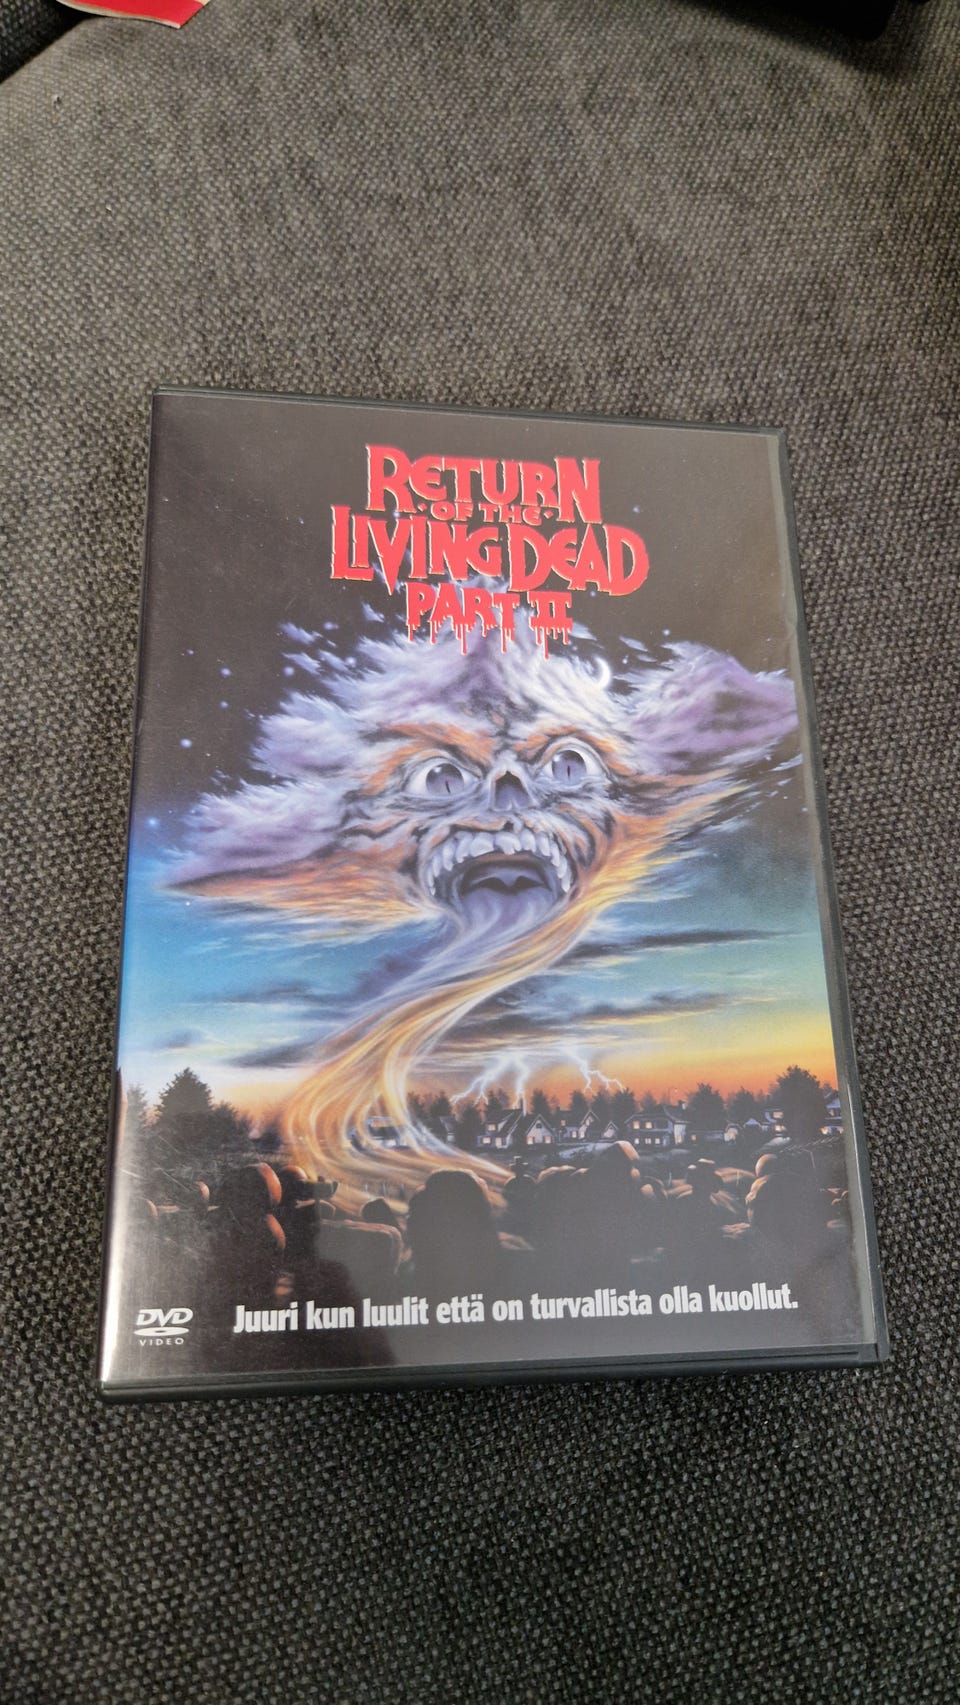 RETURN
·OF THE·
LIVING DEAD
PART II
Juuri kun luulit että on turvallista olla kuollut.
DVD
VIDEO